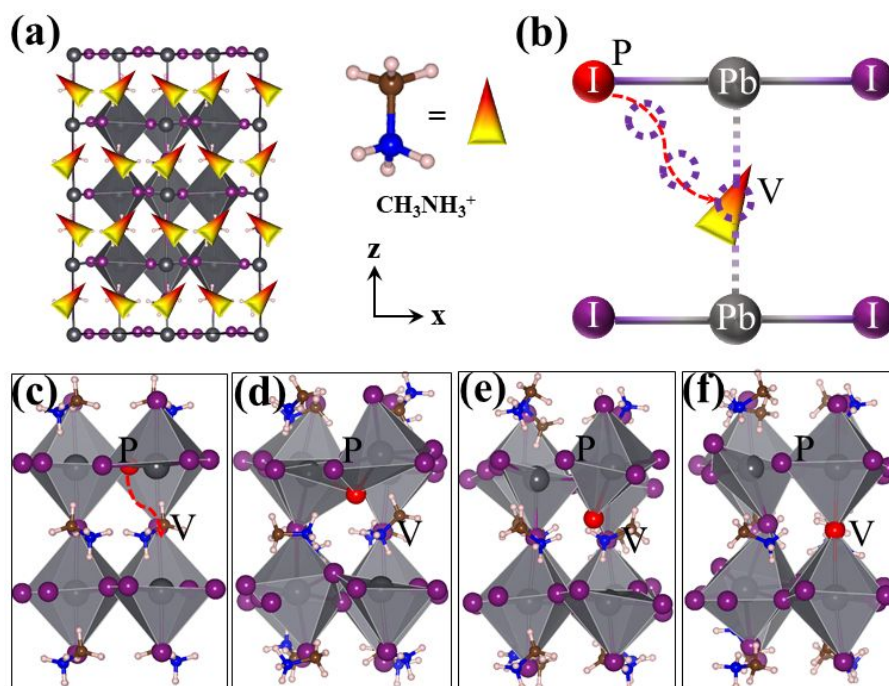 (a)
CH₃NH₃⁺
=
z
x
(b)
I P Pb I
V
I Pb I
(c) P V
(d) P V
(e) P V
(f) P V